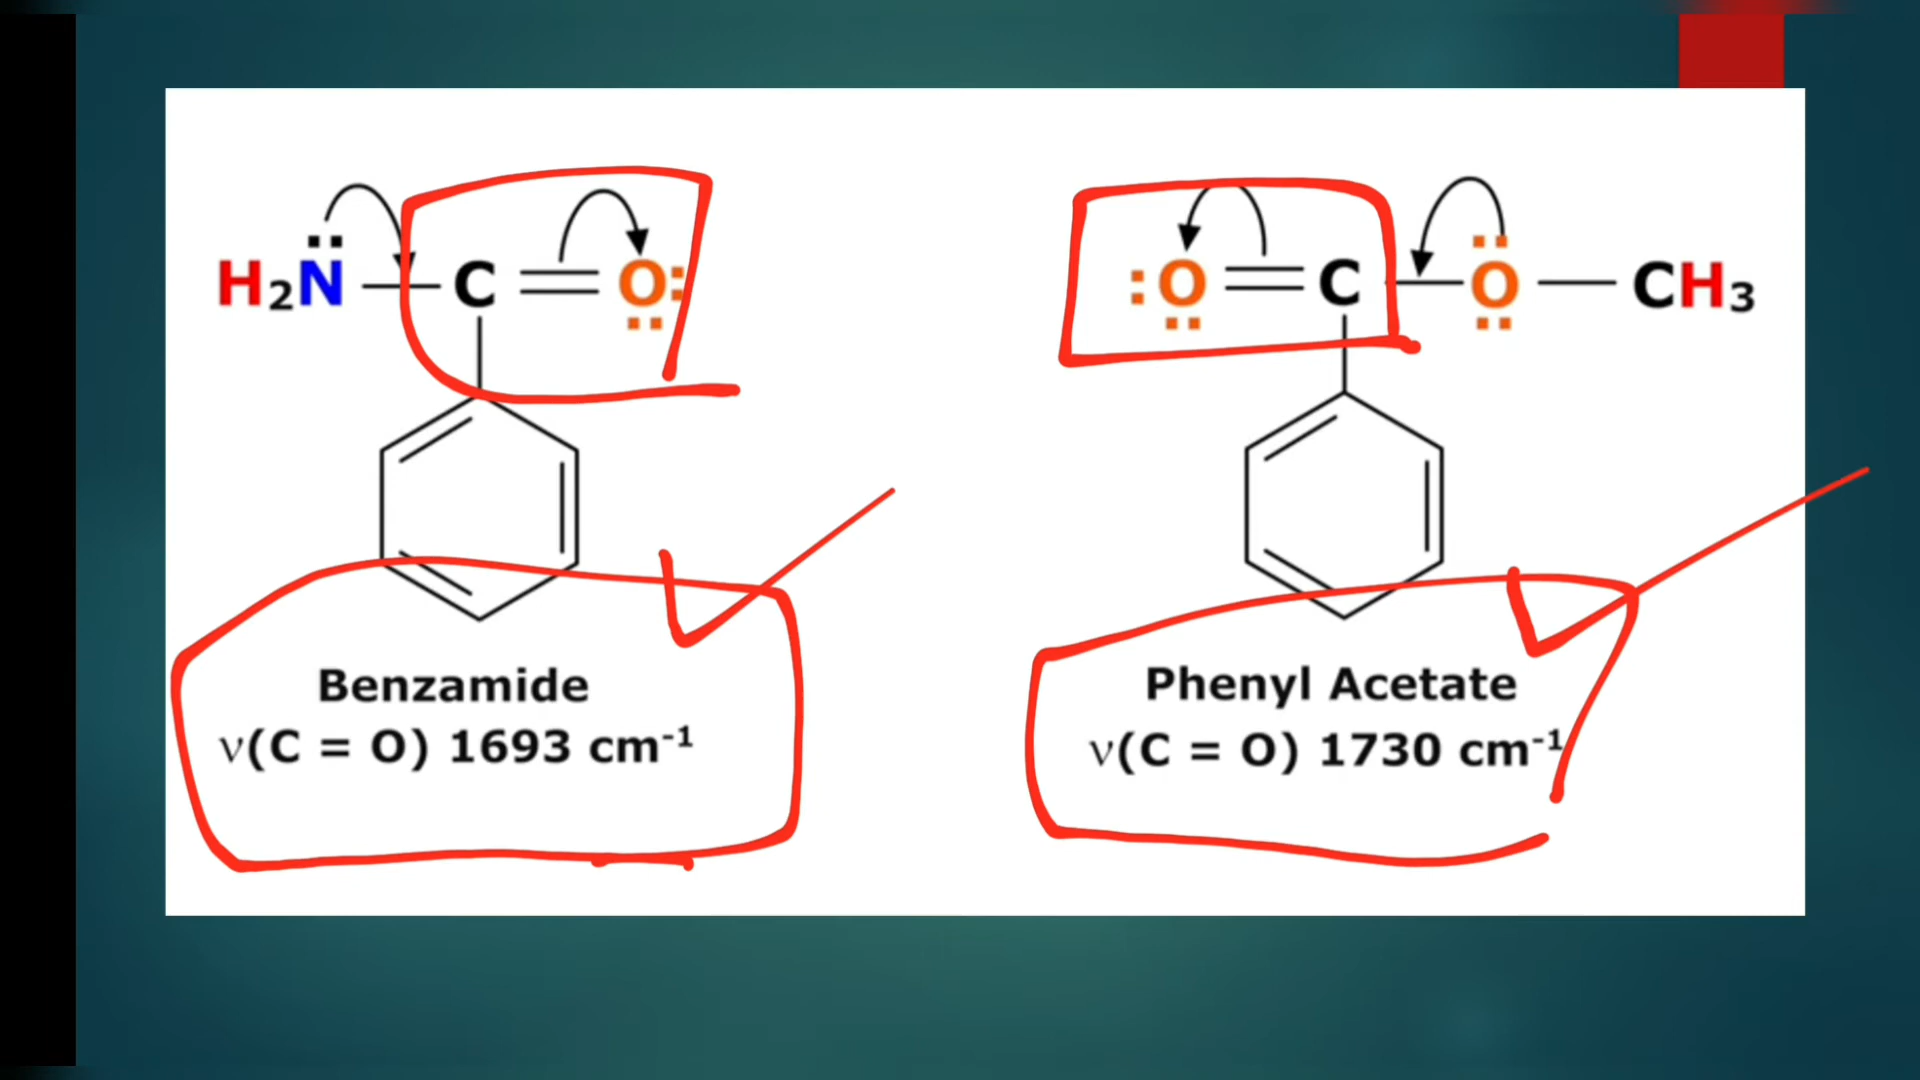 H₂N — C = O:
:O = C — O — CH₃
Benzamide
ν(C = O) 1693 cm⁻¹
Phenyl Acetate
ν(C = O) 1730 cm⁻¹